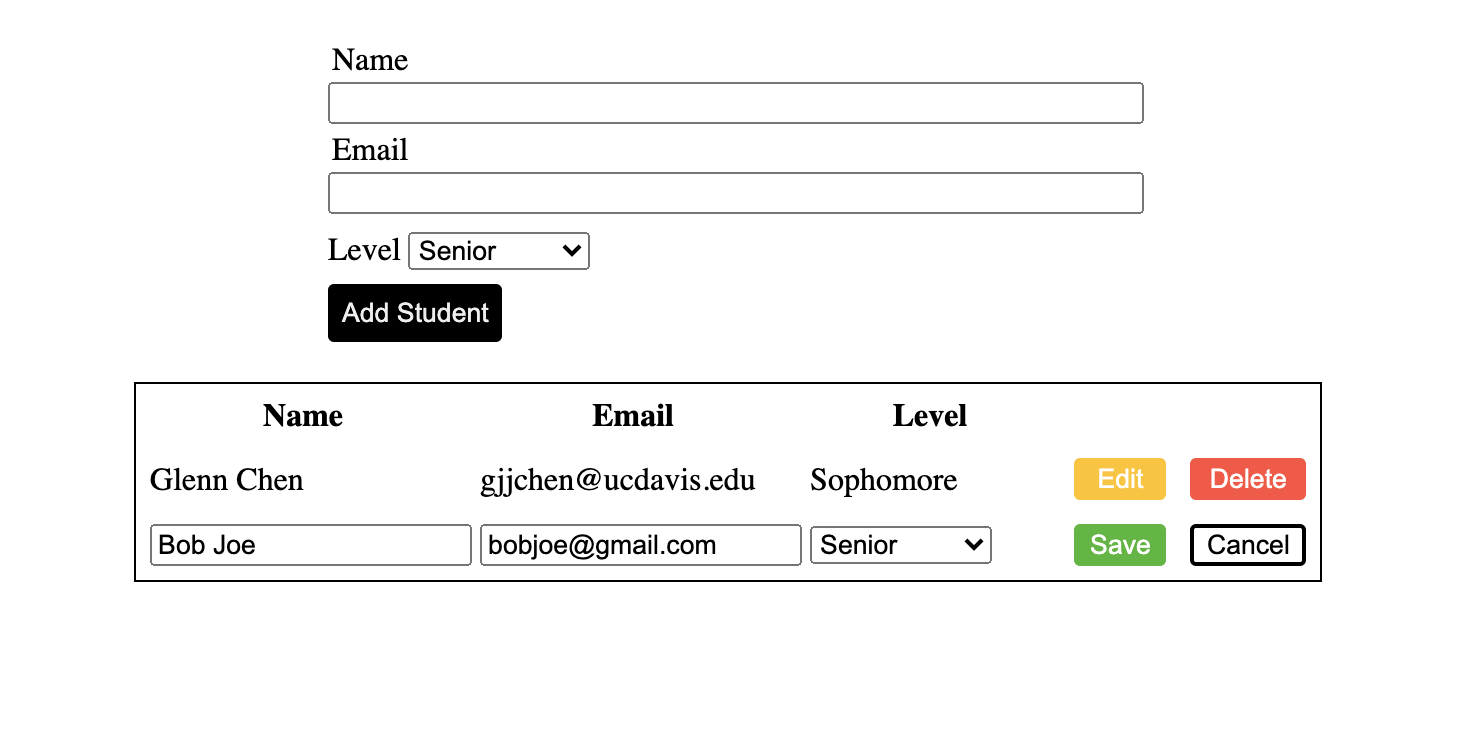 Name
Email
Level Senior
Add Student
Name Email Level
Glenn Chen gjjchen@ucdavis.edu Sophomore Edit Delete
Bob Joe bobjoe@gmail.com Senior Save Cancel